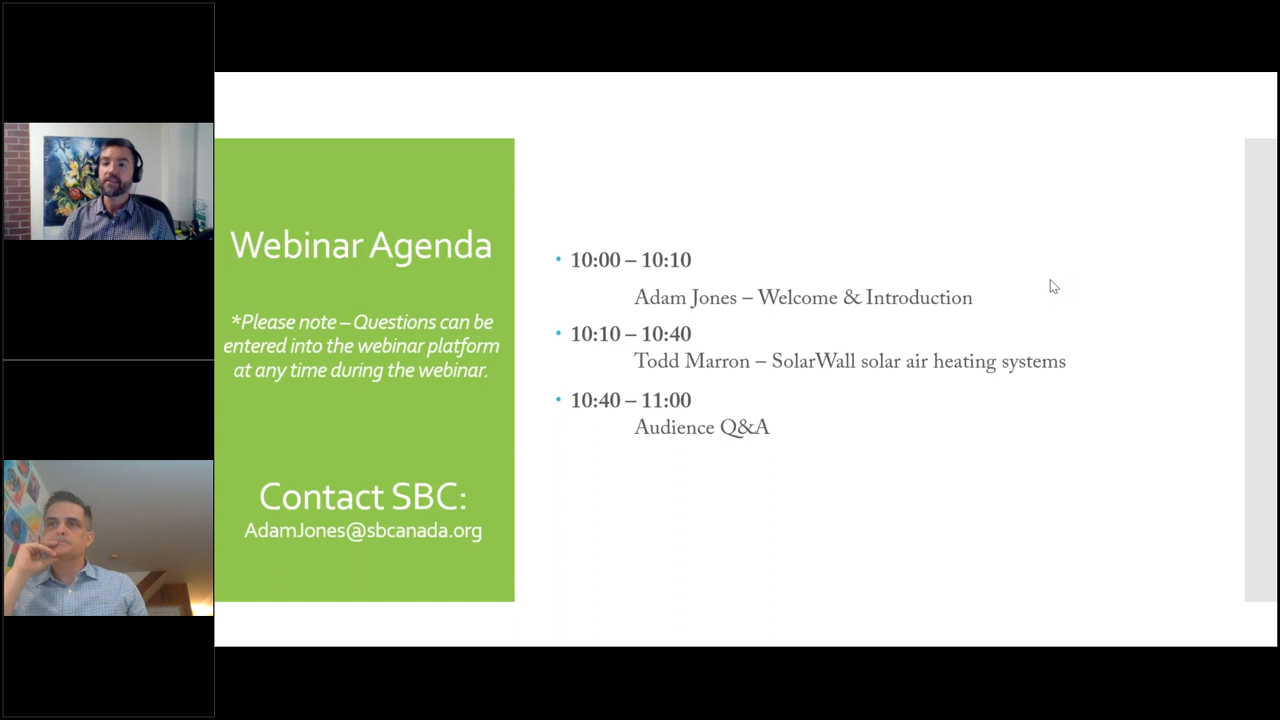 Webinar Agenda
*Please note – Questions can be
entered into the webinar platform
at any time during the webinar.
Contact SBC:
AdamJones@sbcanada.org
• 10:00 – 10:10
Adam Jones – Welcome & Introduction
• 10:10 – 10:40
Todd Marron – SolarWall solar air heating systems
• 10:40 – 11:00
Audience Q&A